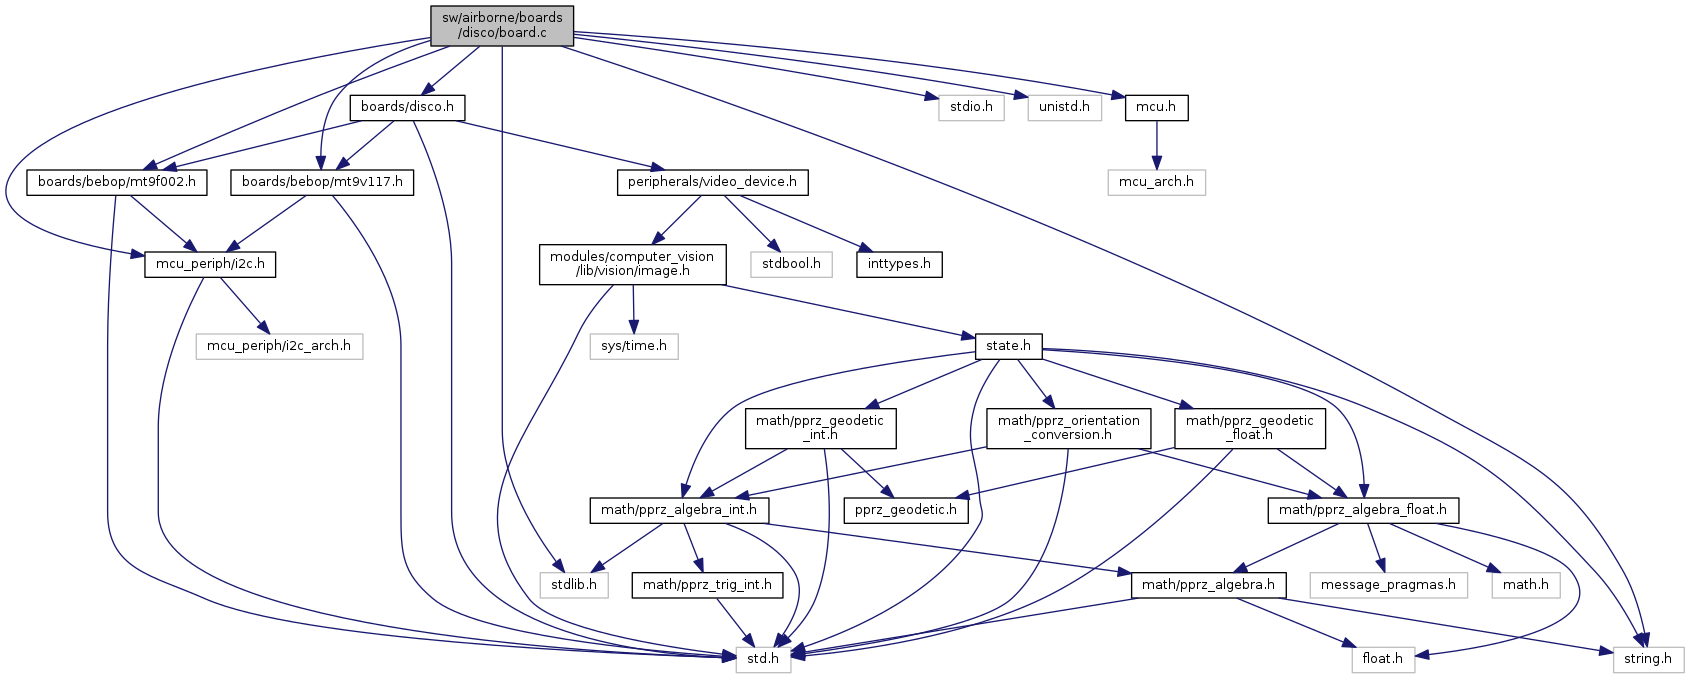 sw/airborne/boards
/disco/board.c
boards/disco.h
stdio.h
unistd.h
mcu.h
boards/bebop/mt9f002.h
boards/bebop/mt9v117.h
peripherals/video_device.h
mcu_arch.h
mcu_periph/i2c.h
modules/computer_vision
/lib/vision/image.h
stdbool.h
inttypes.h
mcu_periph/i2c_arch.h
sys/time.h
state.h
math/pprz_geodetic
_int.h
math/pprz_orientation
_conversion.h
math/pprz_geodetic
_float.h
math/pprz_algebra_int.h
pprz_geodetic.h
math/pprz_algebra_float.h
stdlib.h
math/pprz_trig_int.h
math/pprz_algebra.h
message_pragmas.h
math.h
std.h
float.h
string.h